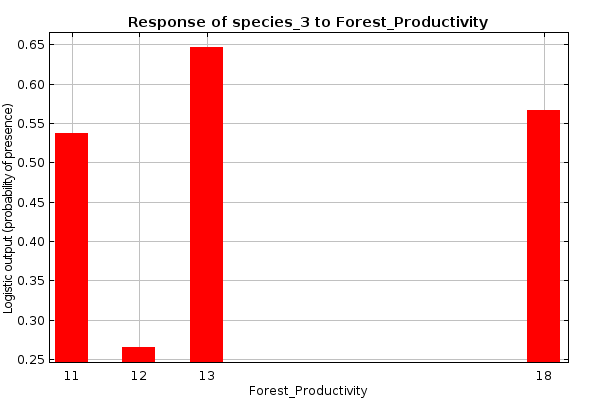 Response of species_3 to Forest_Productivity
Logistic output (probability of presence)
0.65
0.60
0.55
0.50
0.45
0.40
0.35
0.30
0.25
11 12 13 18
Forest_Productivity